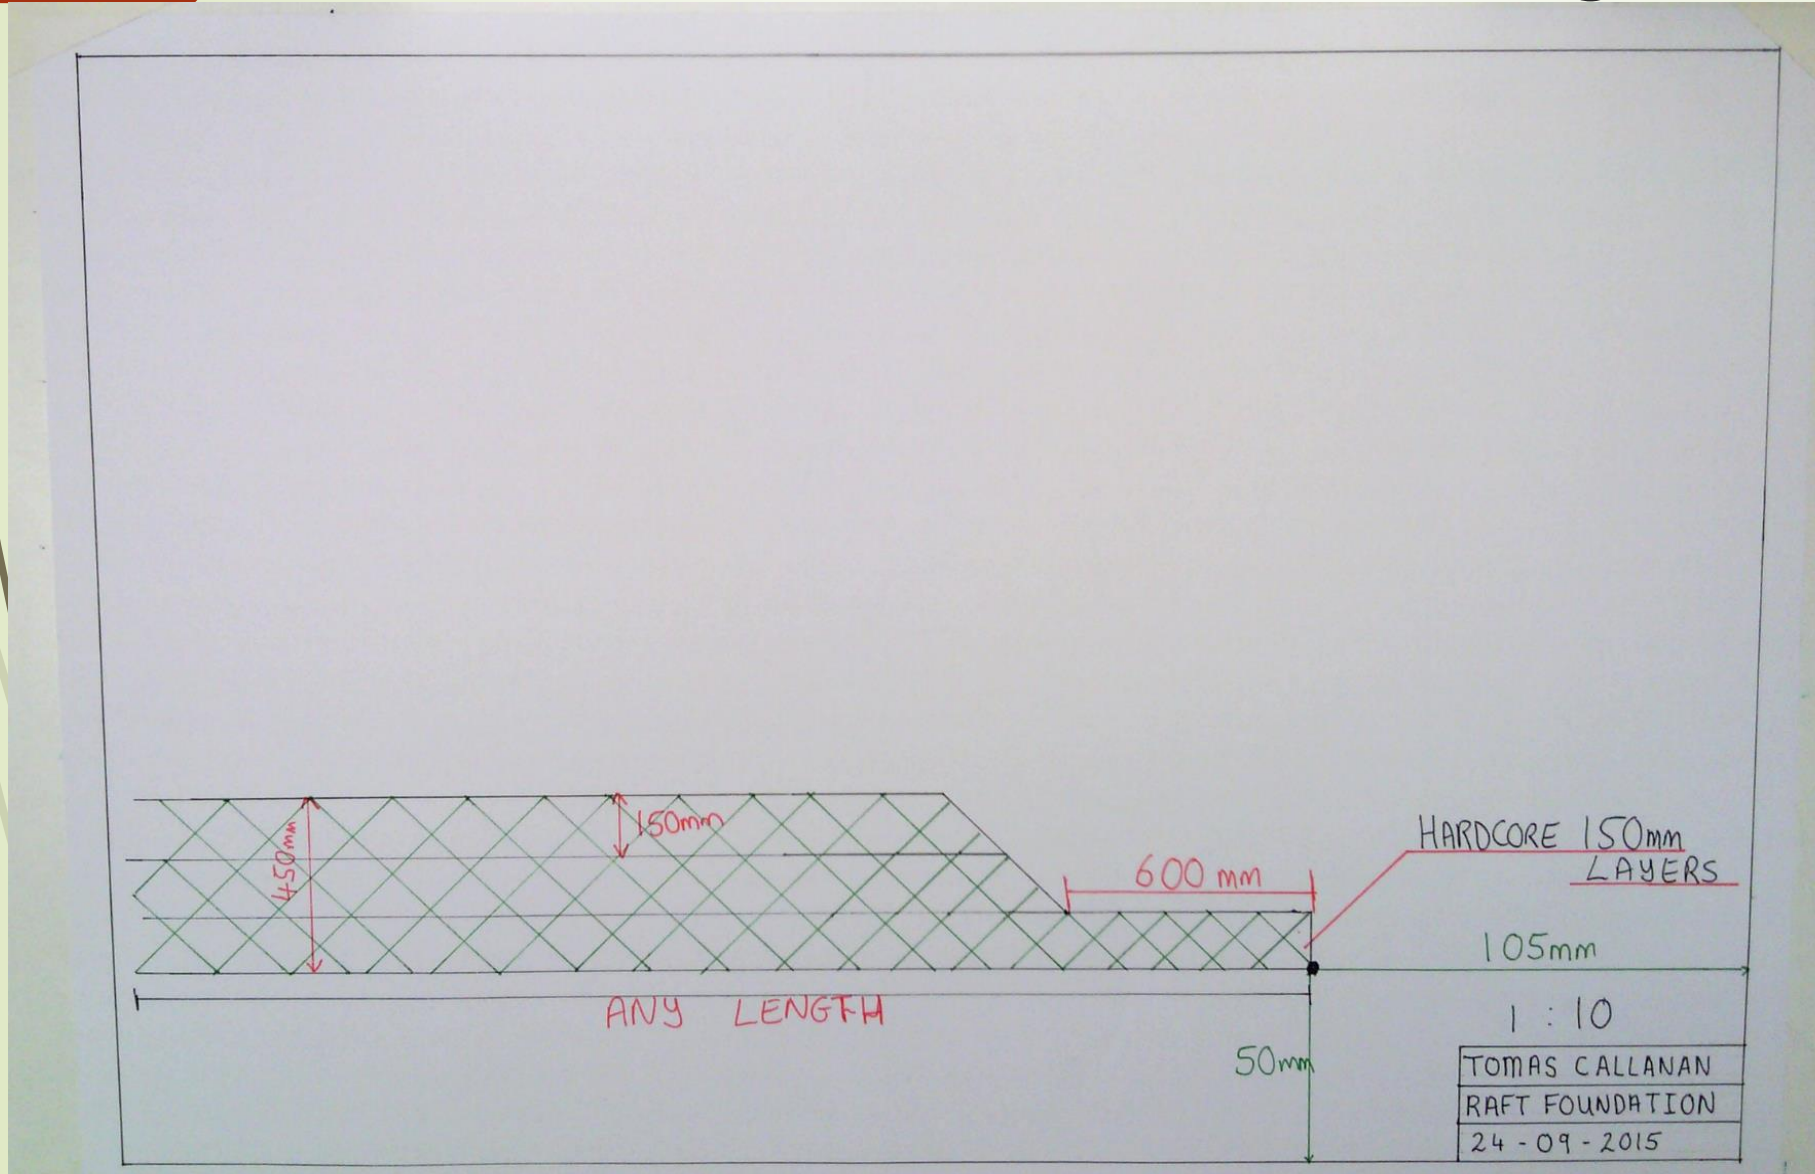 450mm
150mm
600 mm
HARDCORE 150mm
LAYERS
105mm
ANY LENGTH
1 : 10
50mm
TOMAS CALLANAN
RAFT FOUNDATION
24 - 09 - 2015